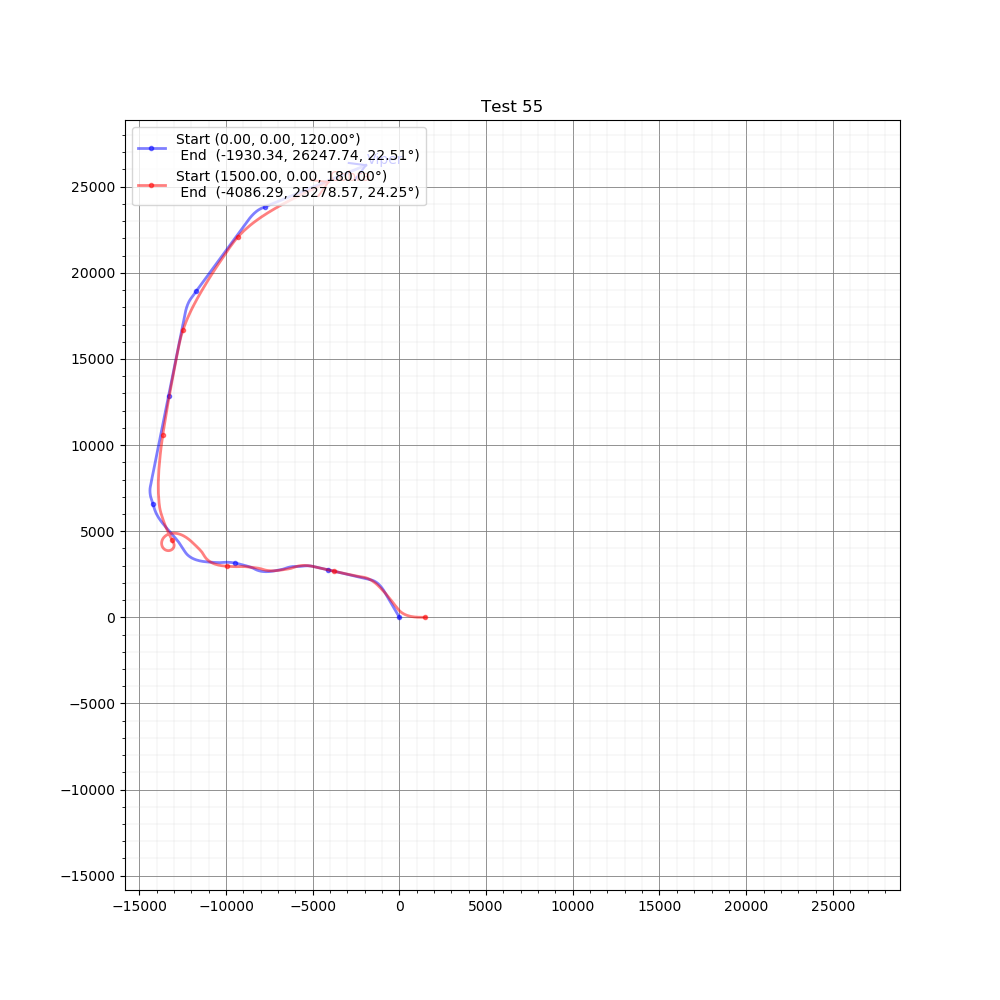 Test 55
Start (0.00, 0.00, 120.00°)
End (-1930.34, 26247.74, 22.51°)
Start (1500.00, 0.00, 180.00°)
End (-4086.29, 25278.57, 24.25°)
25000
20000
15000
10000
5000
0
−5000
−10000
−15000
−15000 −10000 −5000 0 5000 10000 15000 20000 25000